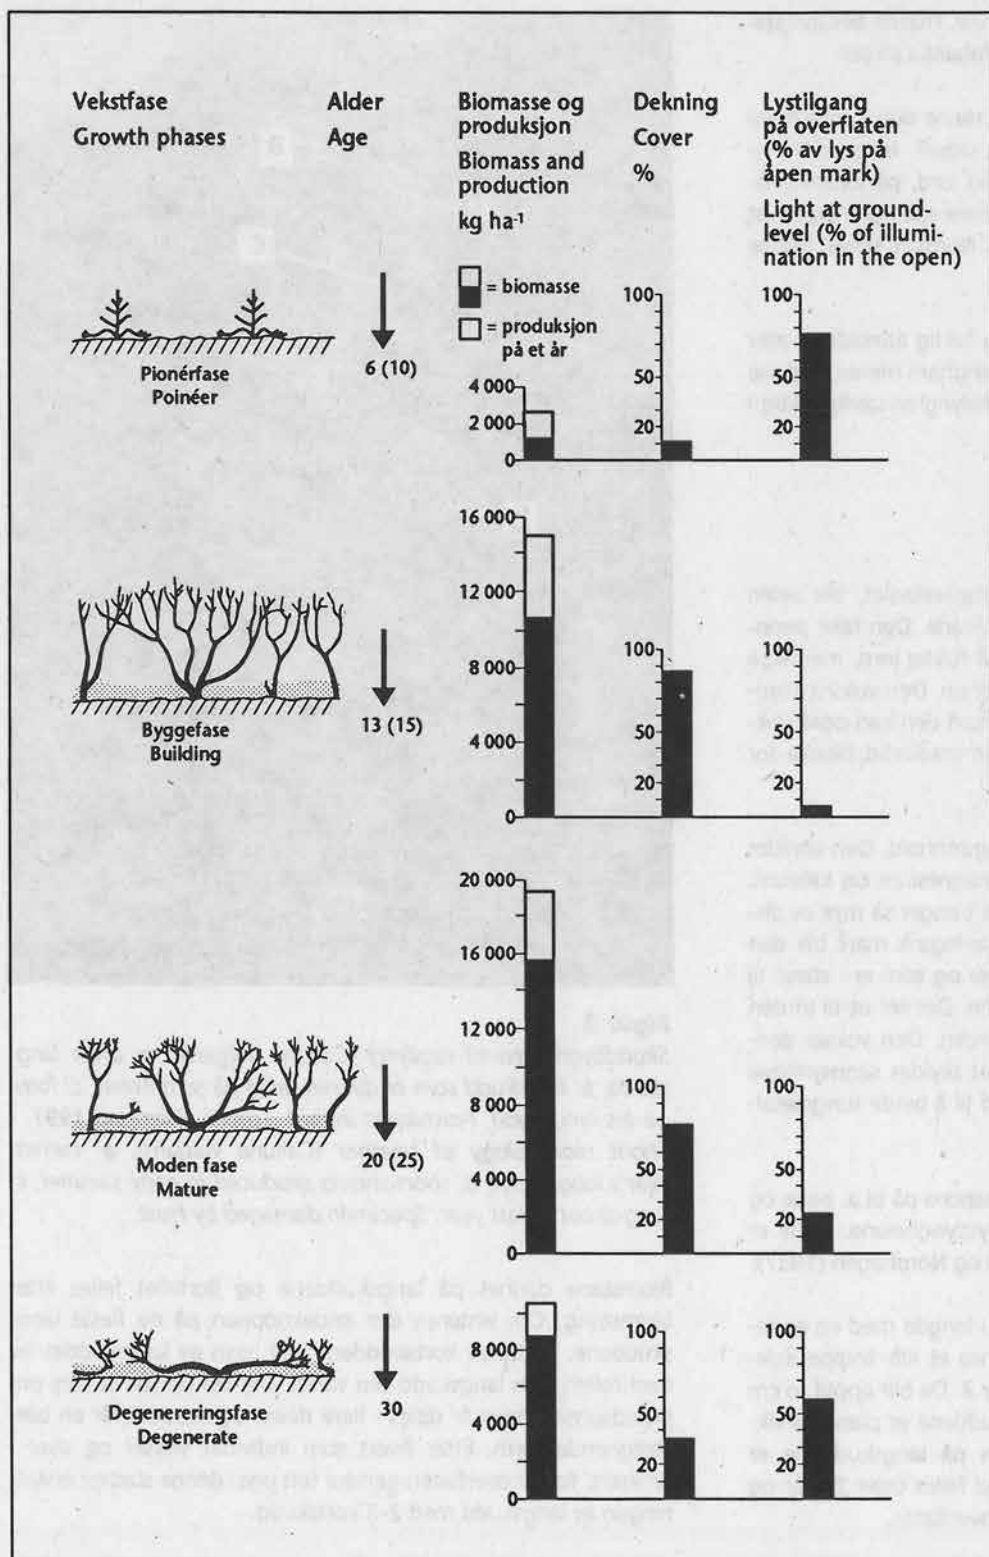 Vekstfase
Growth phases
Alder
Age
Biomasse og
produksjon
Biomass and
production
kg ha-1
Dekning
Cover
%
Lystilgang
på overflaten
(% av lys på
åpen mark)
Light at ground-
level (% of illumi-
nation in the open)
= biomasse
= produksjon
på et år
Pionérfase
Poinéer
6 (10)
4 000
2 000
0
100
50
20
100
50
20
Byggefase
Building
13 (15)
16 000
12 000
8 000
4 000
0
100
50
20
100
50
20
Moden fase
Mature
20 (25)
20 000
16 000
12 000
8 000
4 000
0
100
50
20
100
50
20
Degenereringsfase
Degenerate
30
8 000
4 000
0
100
50
20
100
50
20